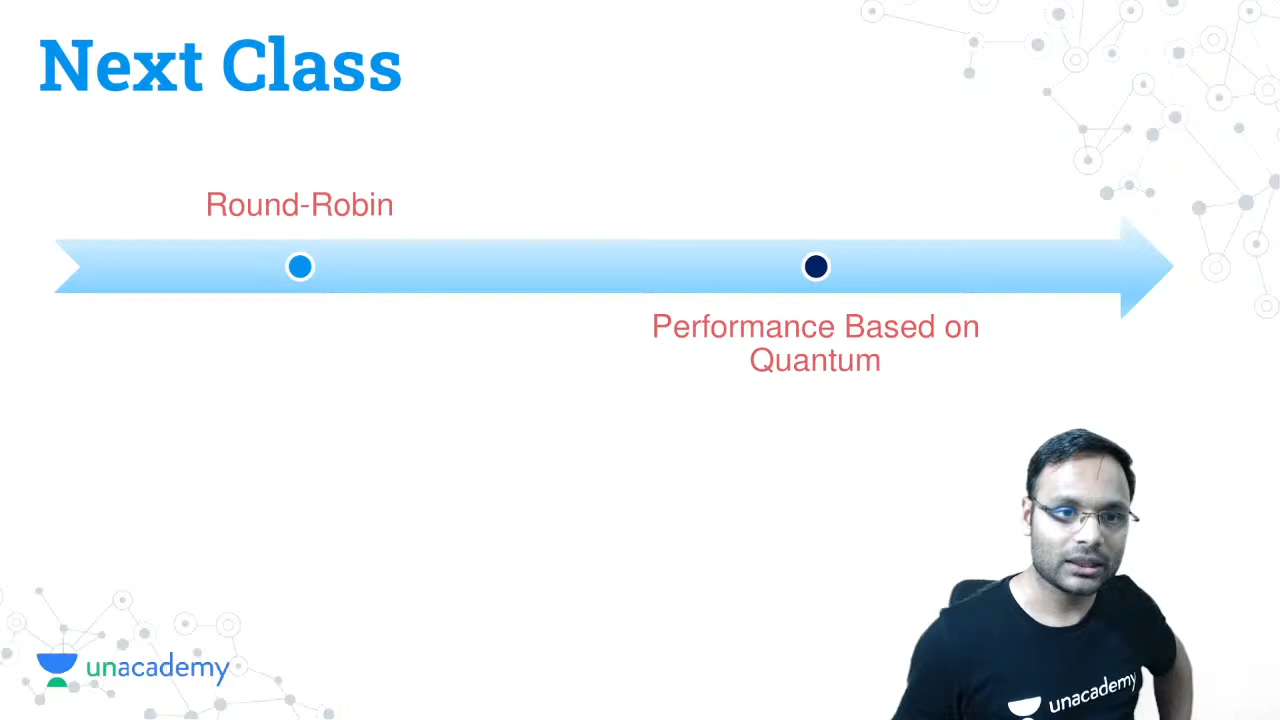 Next Class
Round-Robin
Performance Based on
Quantum
unacademy
unacademy